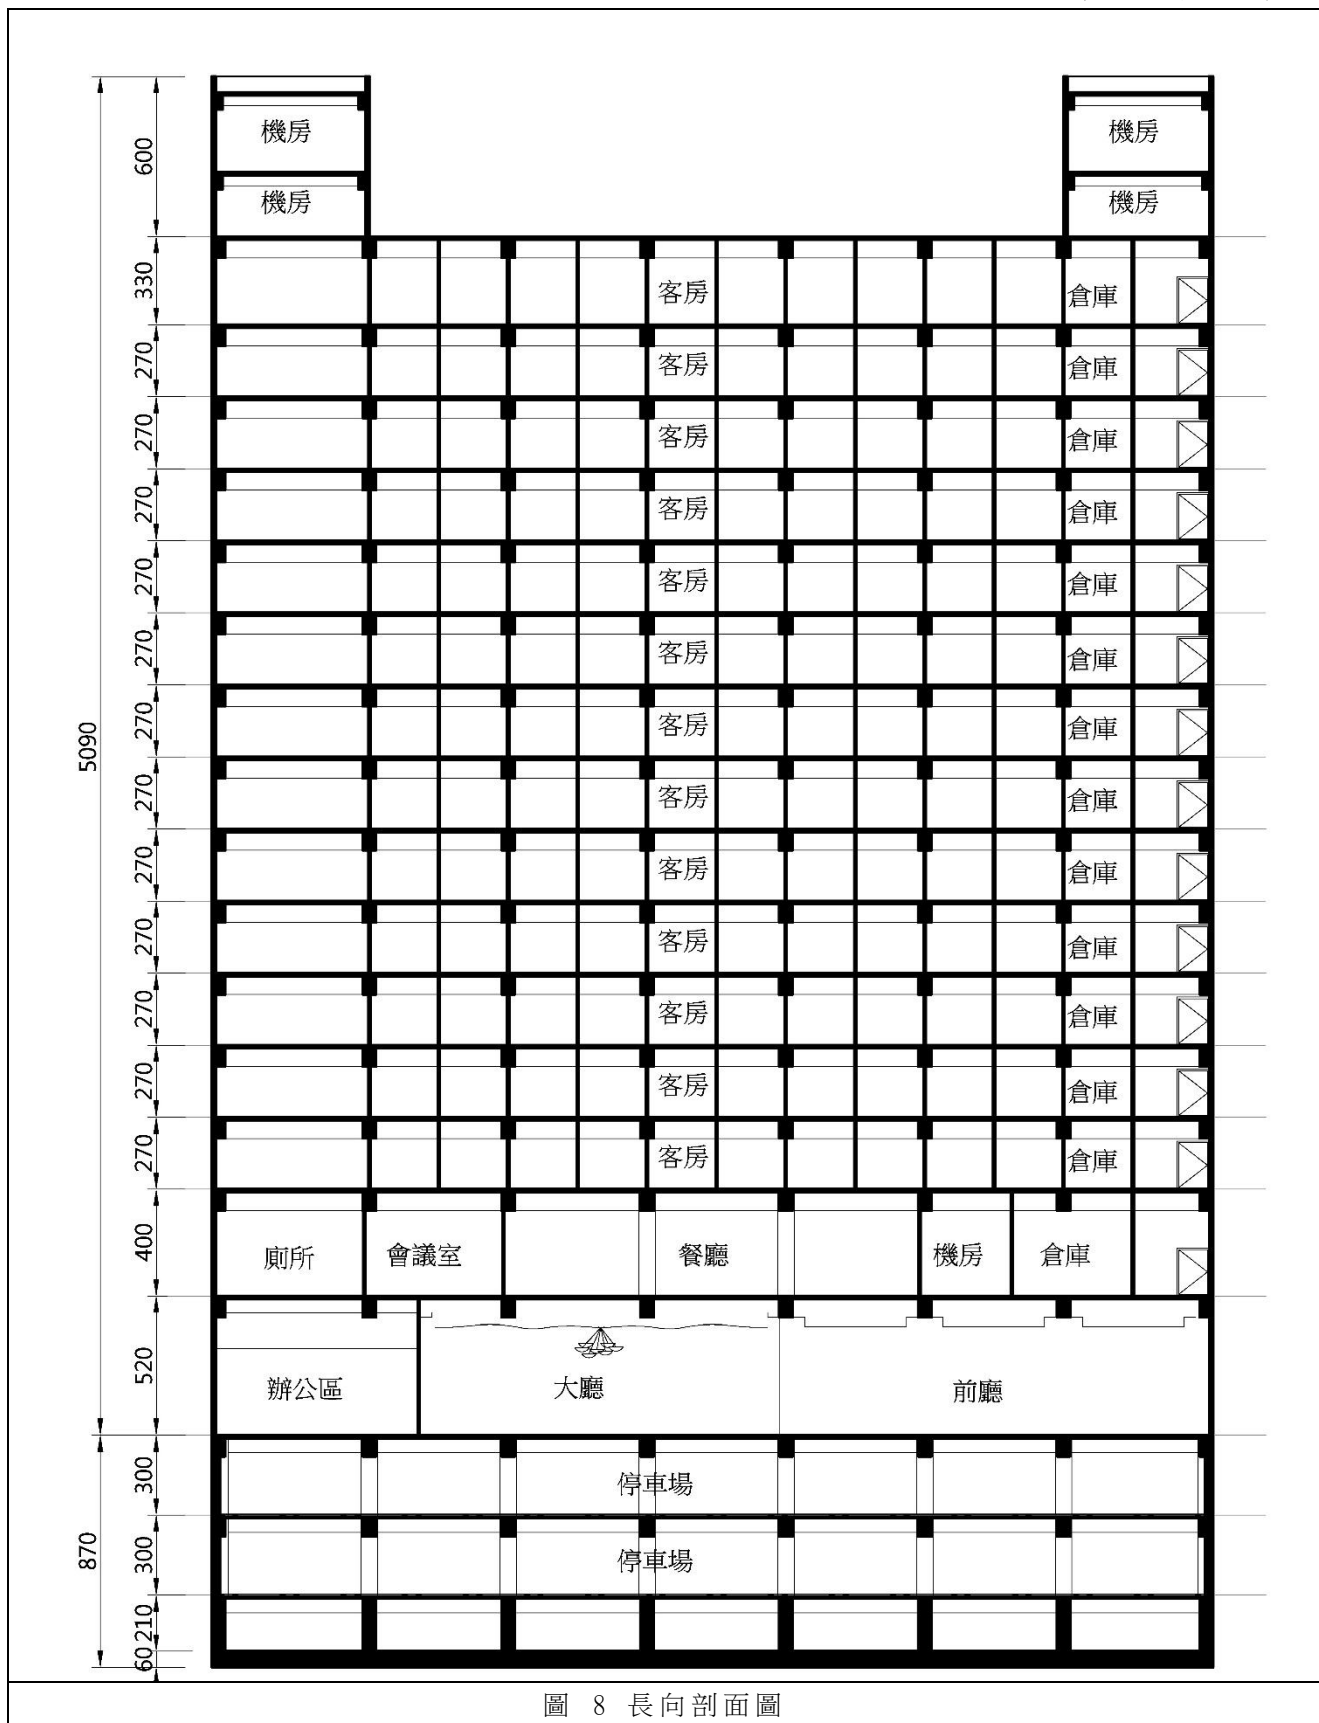 機房 機房
600
機房 機房
330
客房 倉庫
270
客房 倉庫
270
客房 倉庫
270
客房 倉庫
270
客房 倉庫
270
客房 倉庫
270
客房 倉庫
5090
270
客房 倉庫
270
客房 倉庫
270
客房 倉庫
270
客房 倉庫
270
客房 倉庫
270
客房 倉庫
400
廁所 會議室 餐廳 機房 倉庫
520
辦公區 大廳 前廳
300
停車場
870
300
停車場
210
60
圖 8 長向剖面圖